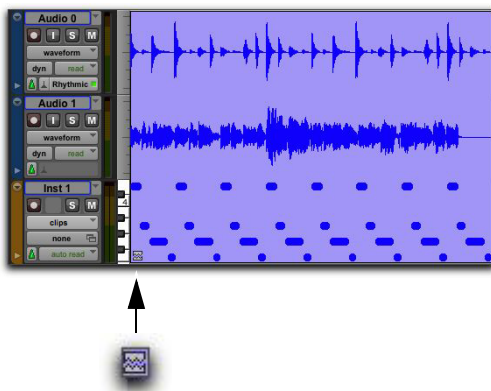 Audio 0
I S M
waveform
dyn read
Rhythmic
Audio 1
I S M
waveform
dyn read
Inst 1
S M
clips
4
none
auto read